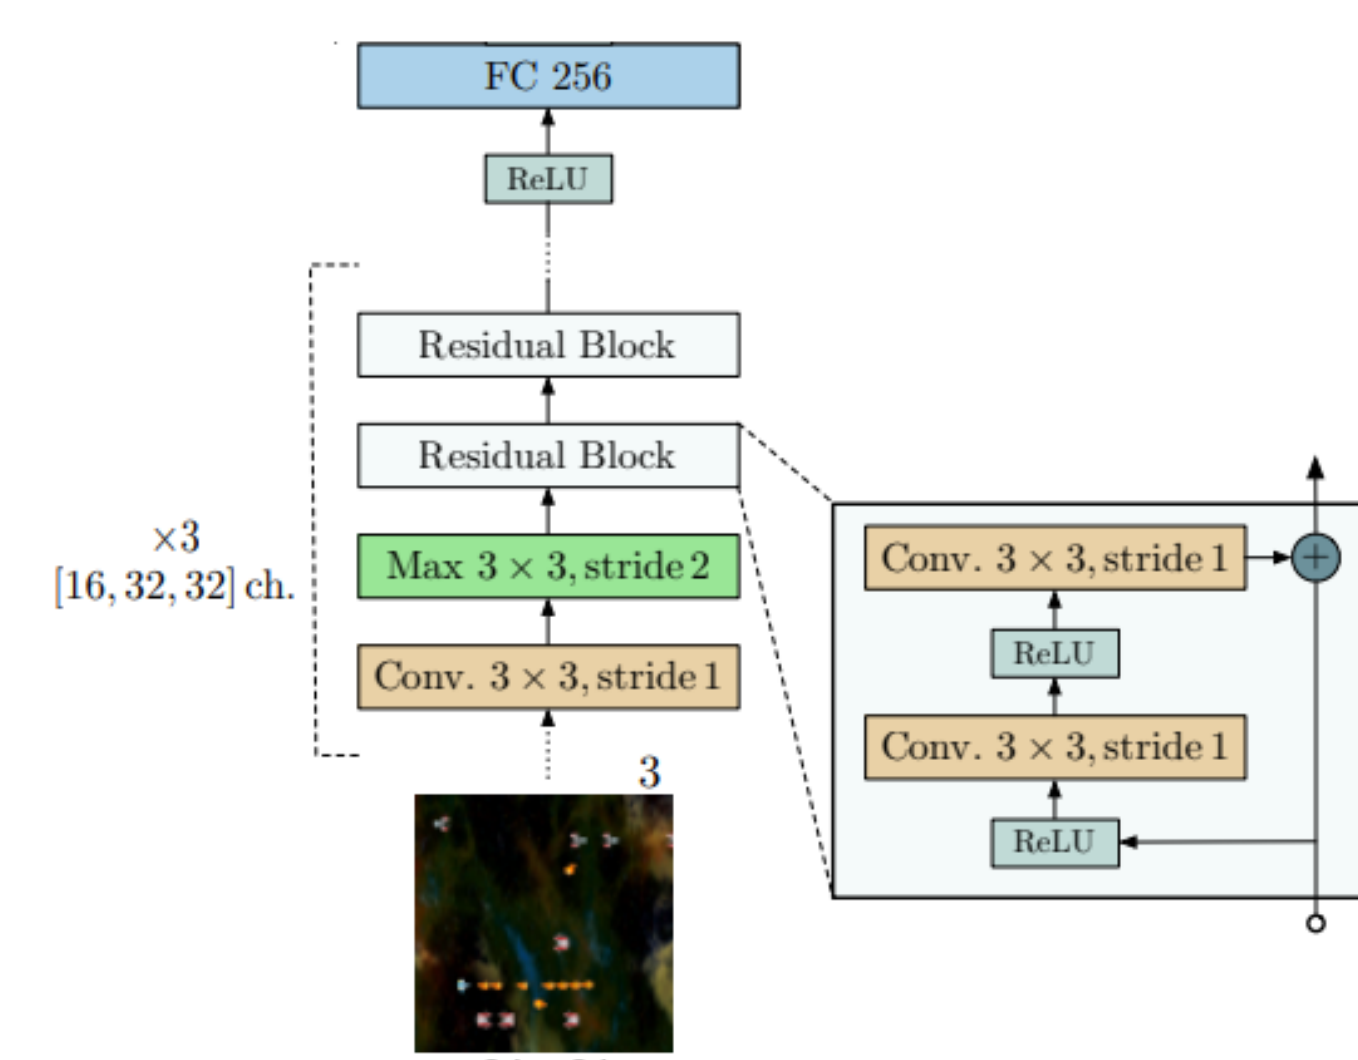 FC 256
ReLU
Residual Block
Residual Block
Max 3 × 3, stride 2
Conv. 3 × 3, stride 1
×3
[16, 32, 32] ch.
3
+
Conv. 3 × 3, stride 1
ReLU
Conv. 3 × 3, stride 1
ReLU